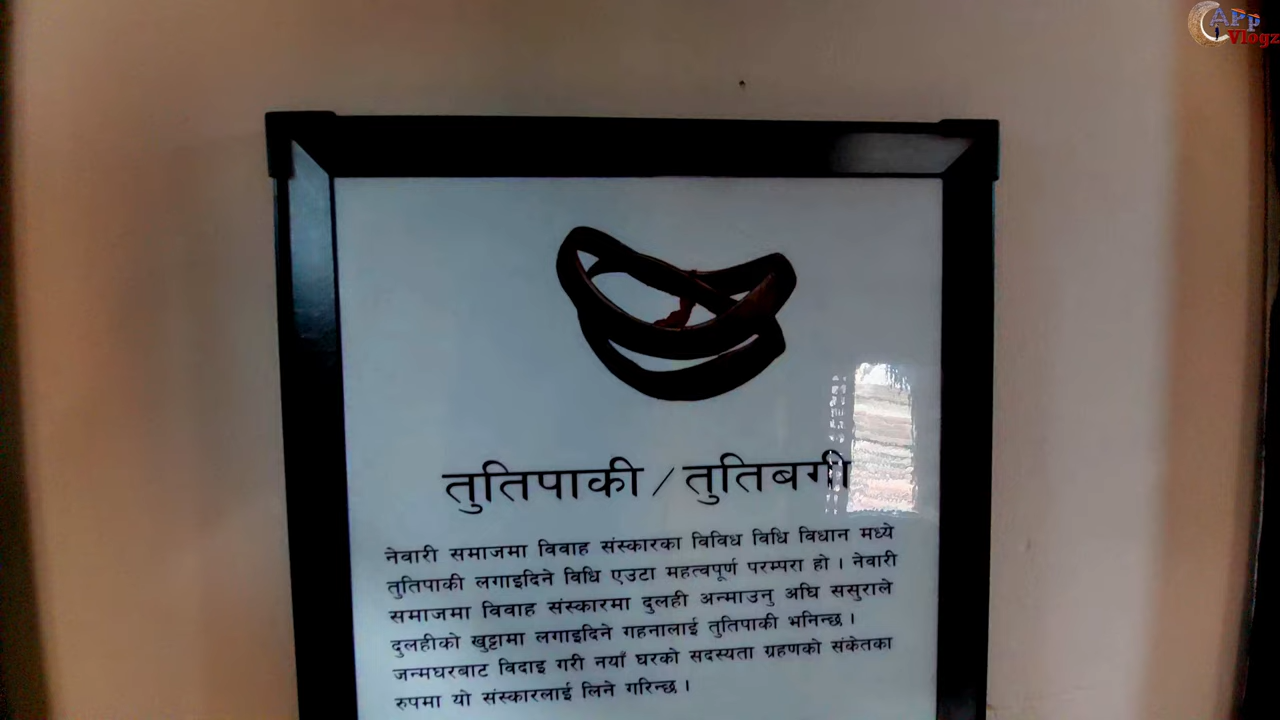 APP
Vlogz
तुतिपाकी / तुतिबगी
नेवारी समाजमा विवाह संस्कारका विविध विधि विधान मध्ये
तुतिपाकी लगाइदिने विधि एउटा महत्वपूर्ण परम्परा हो । नेवारी
समाजमा विवाह संस्कारमा दुलही अन्माउनु अघि ससुराले
दुलहीको खुट्टामा लगाइदिने गहनालाई तुतिपाकी भनिन्छ ।
जन्मघरबाट विदाइ गरी नयाँ घरको सदस्यता ग्रहणको संकेतका
रुपमा यो संस्कारलाई लिने गरिन्छ ।